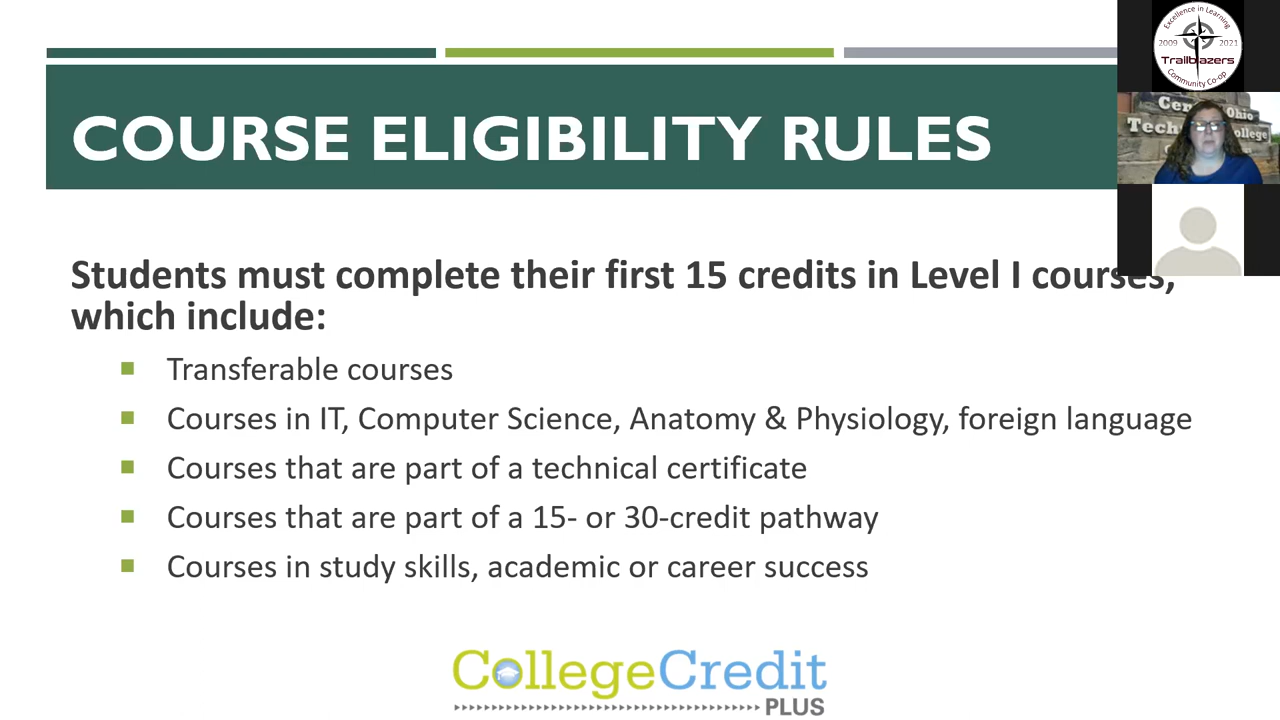 COURSE ELIGIBILITY RULES
Excellence in Learning
2009 2021
Trailblazers
Community Co-op
Ohio
Tech College
Students must complete their first 15 credits in Level I courses,
which include:
Transferable courses
Courses in IT, Computer Science, Anatomy & Physiology, foreign language
Courses that are part of a technical certificate
Courses that are part of a 15- or 30-credit pathway
Courses in study skills, academic or career success
CollegeCredit
PLUS